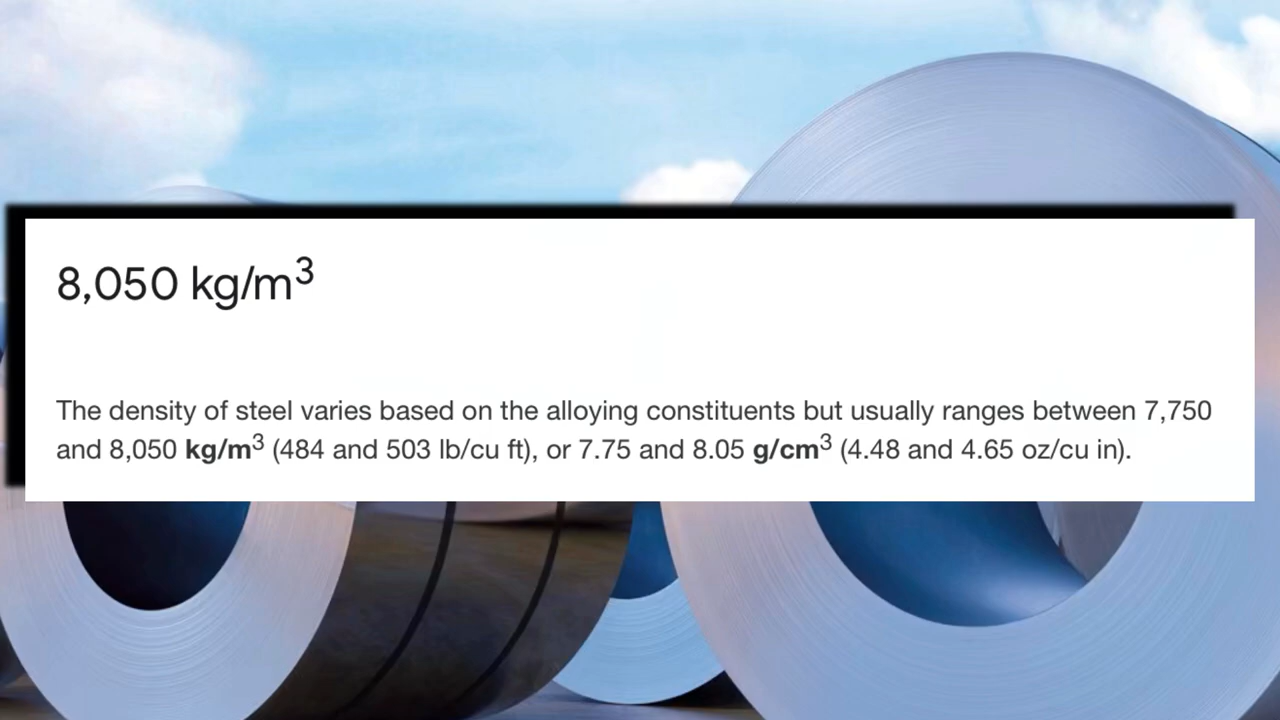 8,050 kg/m³
The density of steel varies based on the alloying constituents but usually ranges between 7,750
and 8,050 kg/m³ (484 and 503 lb/cu ft), or 7.75 and 8.05 g/cm³ (4.48 and 4.65 oz/cu in).